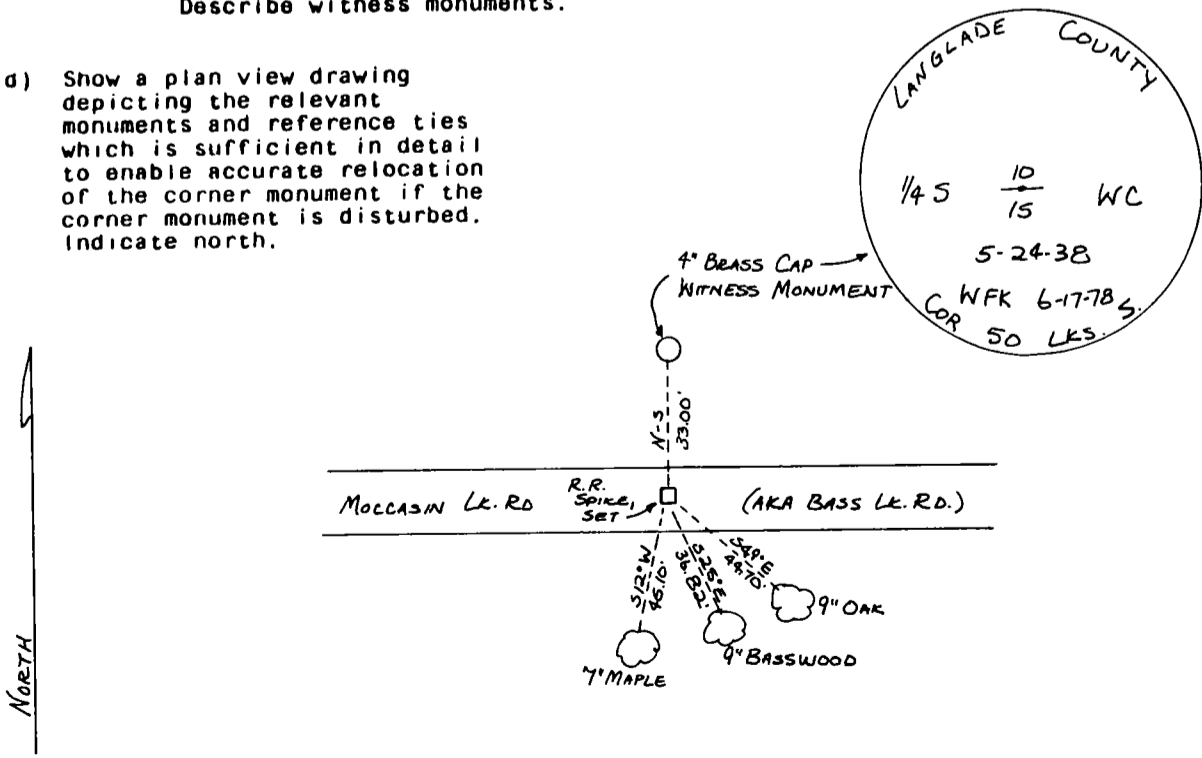 Describe witness monuments.
d) Show a plan view drawing
depicting the relevant
monuments and reference ties
which is sufficient in detail
to enable accurate relocation
of the corner monument if the
corner monument is disturbed.
Indicate north.
LANGLADE COUNTY
1/4 S 10/15 WC
5-24-38
WFK 6-17-78
COR 50 LKS. S.
4" BRASS CAP
WITNESS MONUMENT
N-S
33.00'
MOCCASIN LK. RD
R.R.
SPIKE,
SET
(AKA BASS LK. RD.)
S12°W
45.10'
S25°E
36.82'
S49°E
49.70'
9" OAK
9" BASSWOOD
7" MAPLE
NORTH